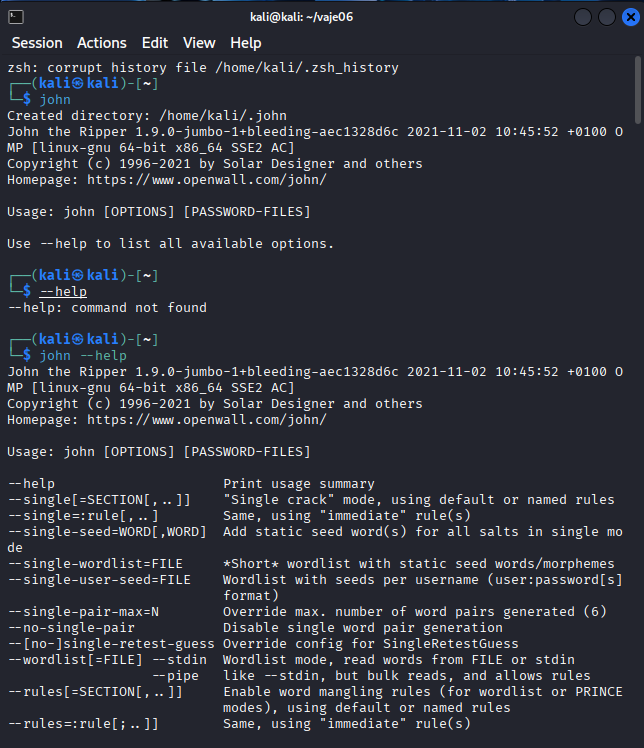 kali@kali: ~/vaje06
Session Actions Edit View Help
zsh: corrupt history file /home/kali/.zsh_history
┌──(kali㉿kali)-[~]
└─$ john
Created directory: /home/kali/.john
John the Ripper 1.9.0-jumbo-1+bleeding-aec1328d6c 2021-11-02 10:45:52 +0100 O
MP [linux-gnu 64-bit x86_64 SSE2 AC]
Copyright (c) 1996-2021 by Solar Designer and others
Homepage: https://www.openwall.com/john/

Usage: john [OPTIONS] [PASSWORD-FILES]

Use --help to list all available options.

┌──(kali㉿kali)-[~]
└─$ --help
--help: command not found

┌──(kali㉿kali)-[~]
└─$ john --help
John the Ripper 1.9.0-jumbo-1+bleeding-aec1328d6c 2021-11-02 10:45:52 +0100 O
MP [linux-gnu 64-bit x86_64 SSE2 AC]
Copyright (c) 1996-2021 by Solar Designer and others
Homepage: https://www.openwall.com/john/

Usage: john [OPTIONS] [PASSWORD-FILES]

--help                     Print usage summary
--single[=SECTION[,..]]    "Single crack" mode, using default or named rules
--single=:rule[,..]        Same, using "immediate" rule(s)
--single-seed=WORD[,WORD]  Add static seed word(s) for all salts in single mo
de
--single-wordlist=FILE     *Short* wordlist with static seed words/morphemes
--single-user-seed=FILE    Wordlist with seeds per username (user:password[s]
                           format)
--single-pair-max=N        Override max. number of word pairs generated (6)
--no-single-pair           Disable single word pair generation
--[no-]single-retest-guess Override config for SingleRetestGuess
--wordlist[=FILE] --stdin  Wordlist mode, read words from FILE or stdin
                  --pipe   like --stdin, but bulk reads, and allows rules
--rules[=SECTION[,..]]     Enable word mangling rules (for wordlist or PRINCE
                           modes), using default or named rules
--rules=:rule[;..]]        Same, using "immediate" rule(s)